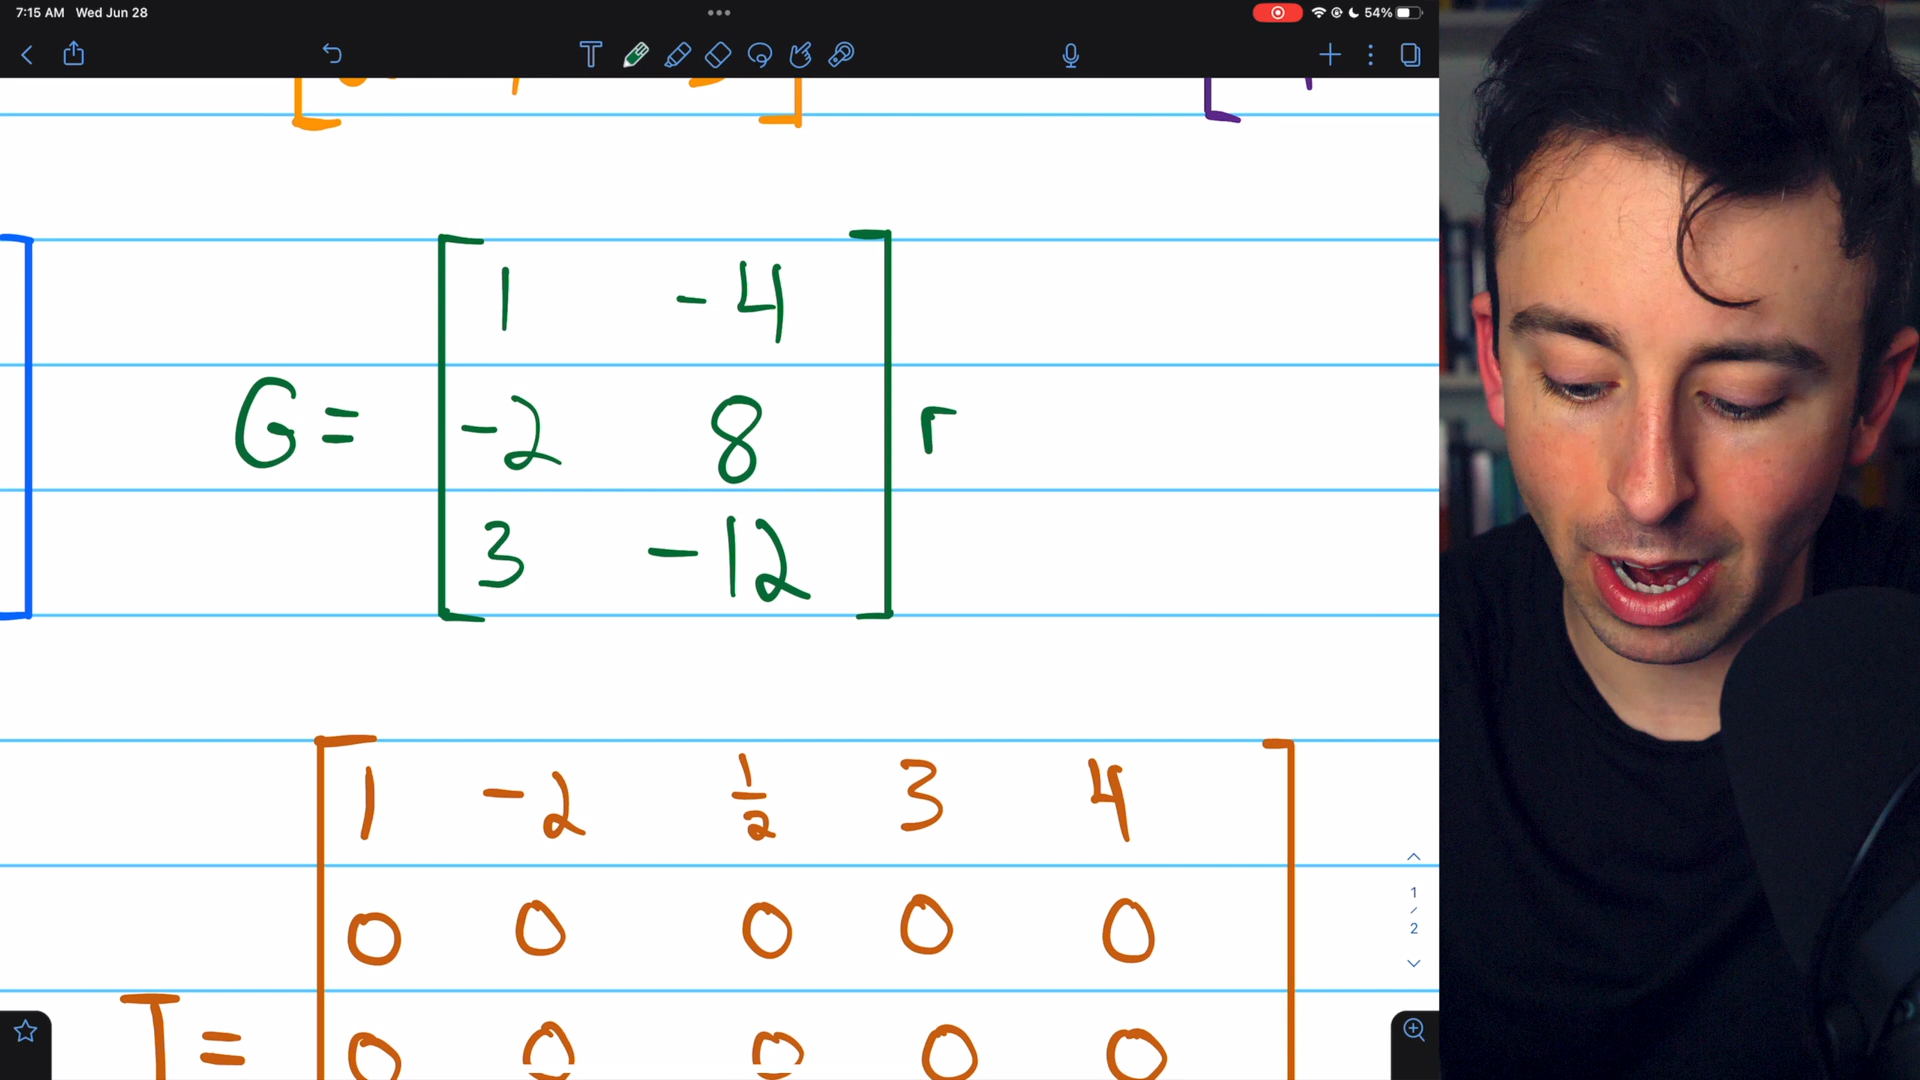 7:15 AM Wed Jun 28
54%
T
1 -4
G = -2 8 r
3 -12
1 -2 1/2 3 4
0 0 0 0 0
1
/
2
T = 0 0 0 0 0